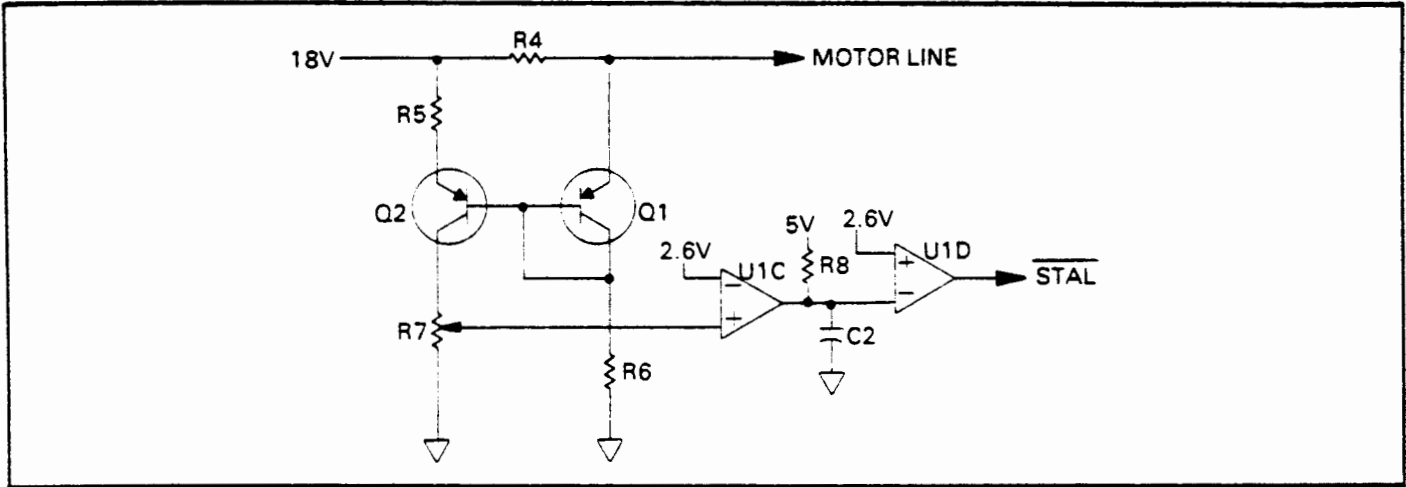 R4
18V
MOTOR LINE
R5
Q2
Q1
2.6V
U1C
5V
R8
2.6V
U1D
STAL
R7
C2
R6